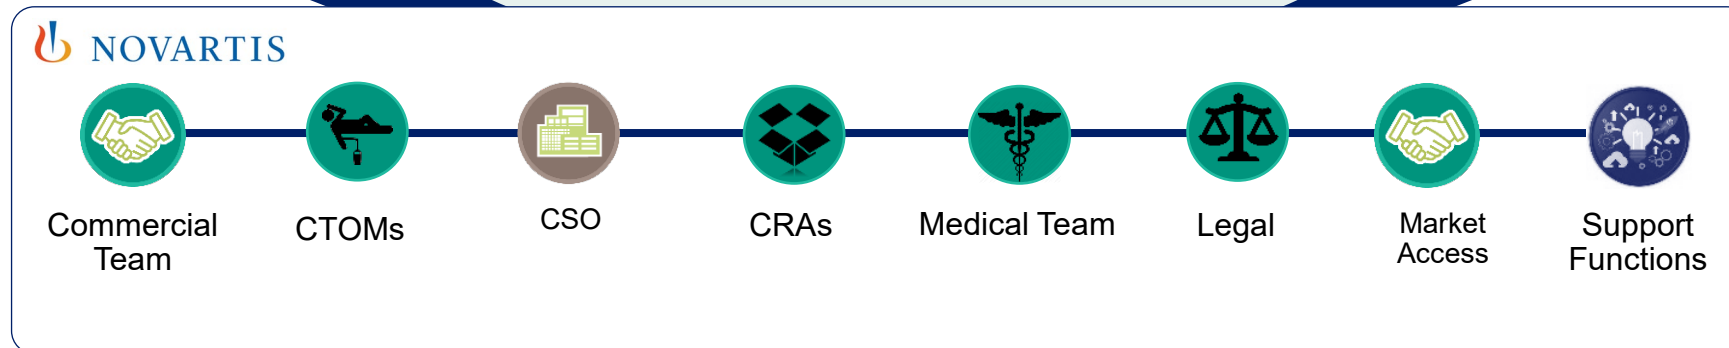 NOVARTIS
Commercial
Team
CTOMs
CSO
CRAs
Medical Team
Legal
Market
Access
Support
Functions